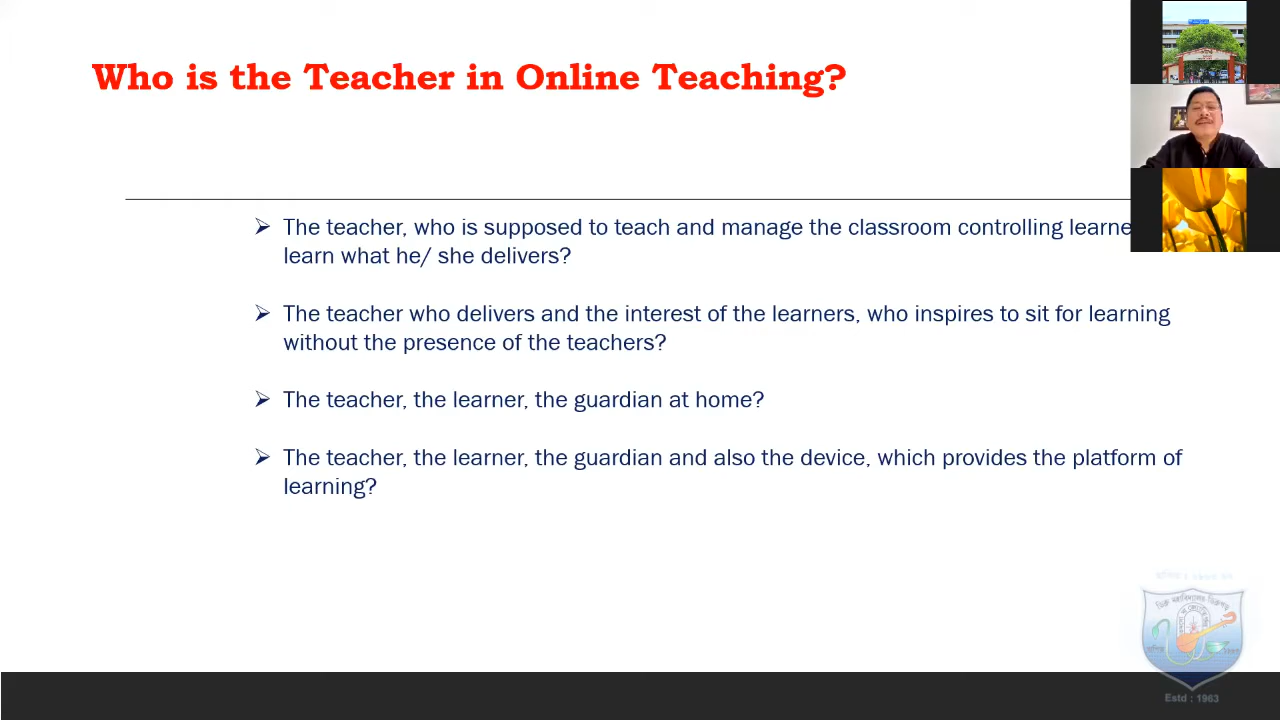 Who is the Teacher in Online Teaching?
The teacher, who is supposed to teach and manage the classroom controlling learne
learn what he/ she delivers?
The teacher who delivers and the interest of the learners, who inspires to sit for learning
without the presence of the teachers?
The teacher, the learner, the guardian at home?
The teacher, the learner, the guardian and also the device, which provides the platform of
learning?
Estd : 1963